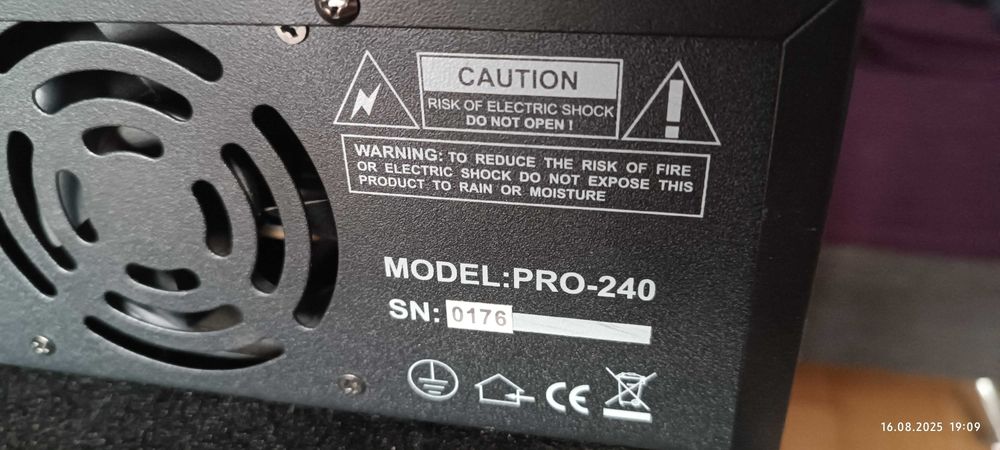 CAUTION
RISK OF ELECTRIC SHOCK
DO NOT OPEN !
WARNING: TO REDUCE THE RISK OF FIRE
OR ELECTRIC SHOCK DO NOT EXPOSE THIS
PRODUCT TO RAIN OR MOISTURE
MODEL:PRO-240
SN: 0176
CE
16.08.2025 19:09